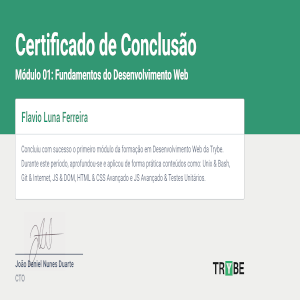 Certificado de Conclusão
Módulo 01: Fundamentos do Desenvolvimento Web
Flavio Luna Ferreira
Concluiu com sucesso o primeiro módulo da formação em Desenvolvimento Web da Trybe.
Durante este período, aprofundou-se e aplicou de forma prática conteúdos como: Unix & Bash,
Git & Internet, JS & DOM, HTML & CSS Avançado e JS Avançado & Testes Unitários.
João Daniel Nunes Duarte
CTO
TRYBE